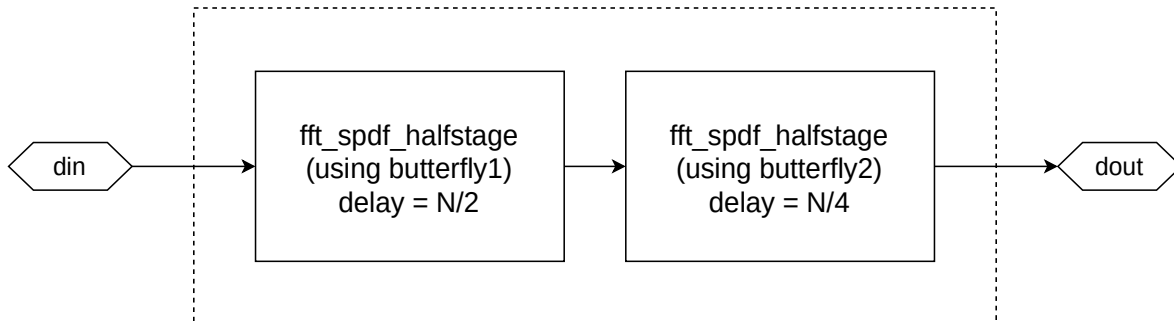 din
fft_spdf_halfstage
(using butterfly1)
delay = N/2
fft_spdf_halfstage
(using butterfly2)
delay = N/4
dout